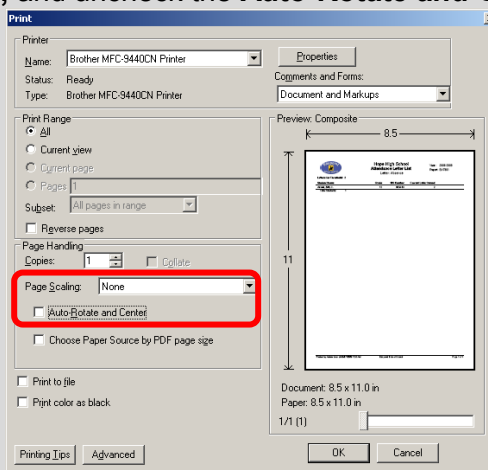 , and uncheck the Auto-Rotate and
Print
Printer
Name: Brother MFC-9440CN Printer
Properties
Status: Ready
Comments and Forms:
Type: Brother MFC-9440CN Printer
Document and Markups
Print Range
All
Current view
Current page
Pages 1
Subset: All pages in range
Reverse pages
Page Handling
Copies: 1
Collate
Page Scaling: None
Auto-Rotate and Center
Choose Paper Source by PDF page size
Print to file
Print color as black
Printing Tips
Advanced
Preview: Composite
8.5
11
Hope High School
Attendance Letter List
Document: 8.5 x 11.0 in
Paper: 8.5 x 11.0 in
1/1 (1)
OK
Cancel